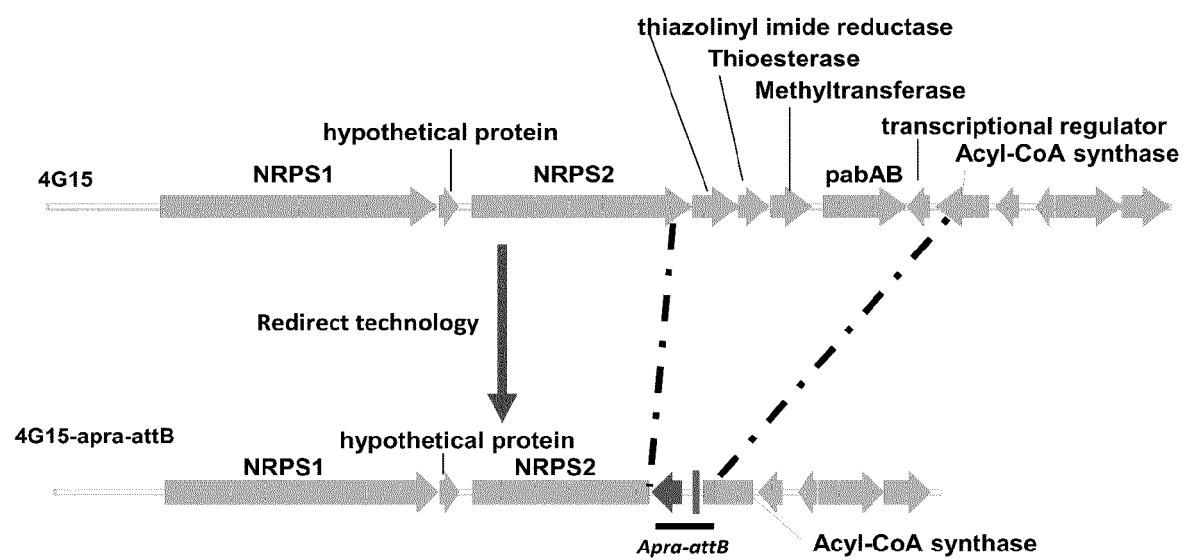 thiazolinyl imide reductase
Thioesterase
Methyltransferase
hypothetical protein
transcriptional regulator
Acyl-CoA synthase
4G15
NRPS1
NRPS2
pabAB
Redirect technology
4G15-apra-attB
hypothetical protein
NRPS1
NRPS2
Apra-attB
Acyl-CoA synthase